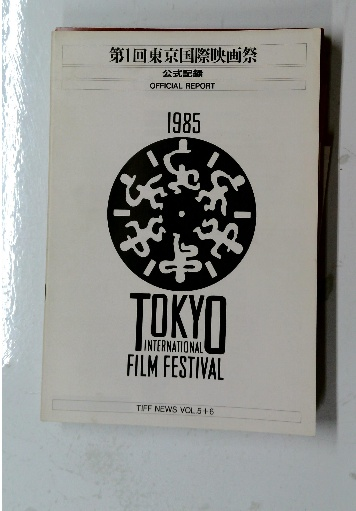 第1回東京国際映画祭
公式記録
OFFICIAL REPORT
1985
TOKYO
INTERNATIONAL
FILM FESTIVAL
TIFF NEWS VOL.5+6